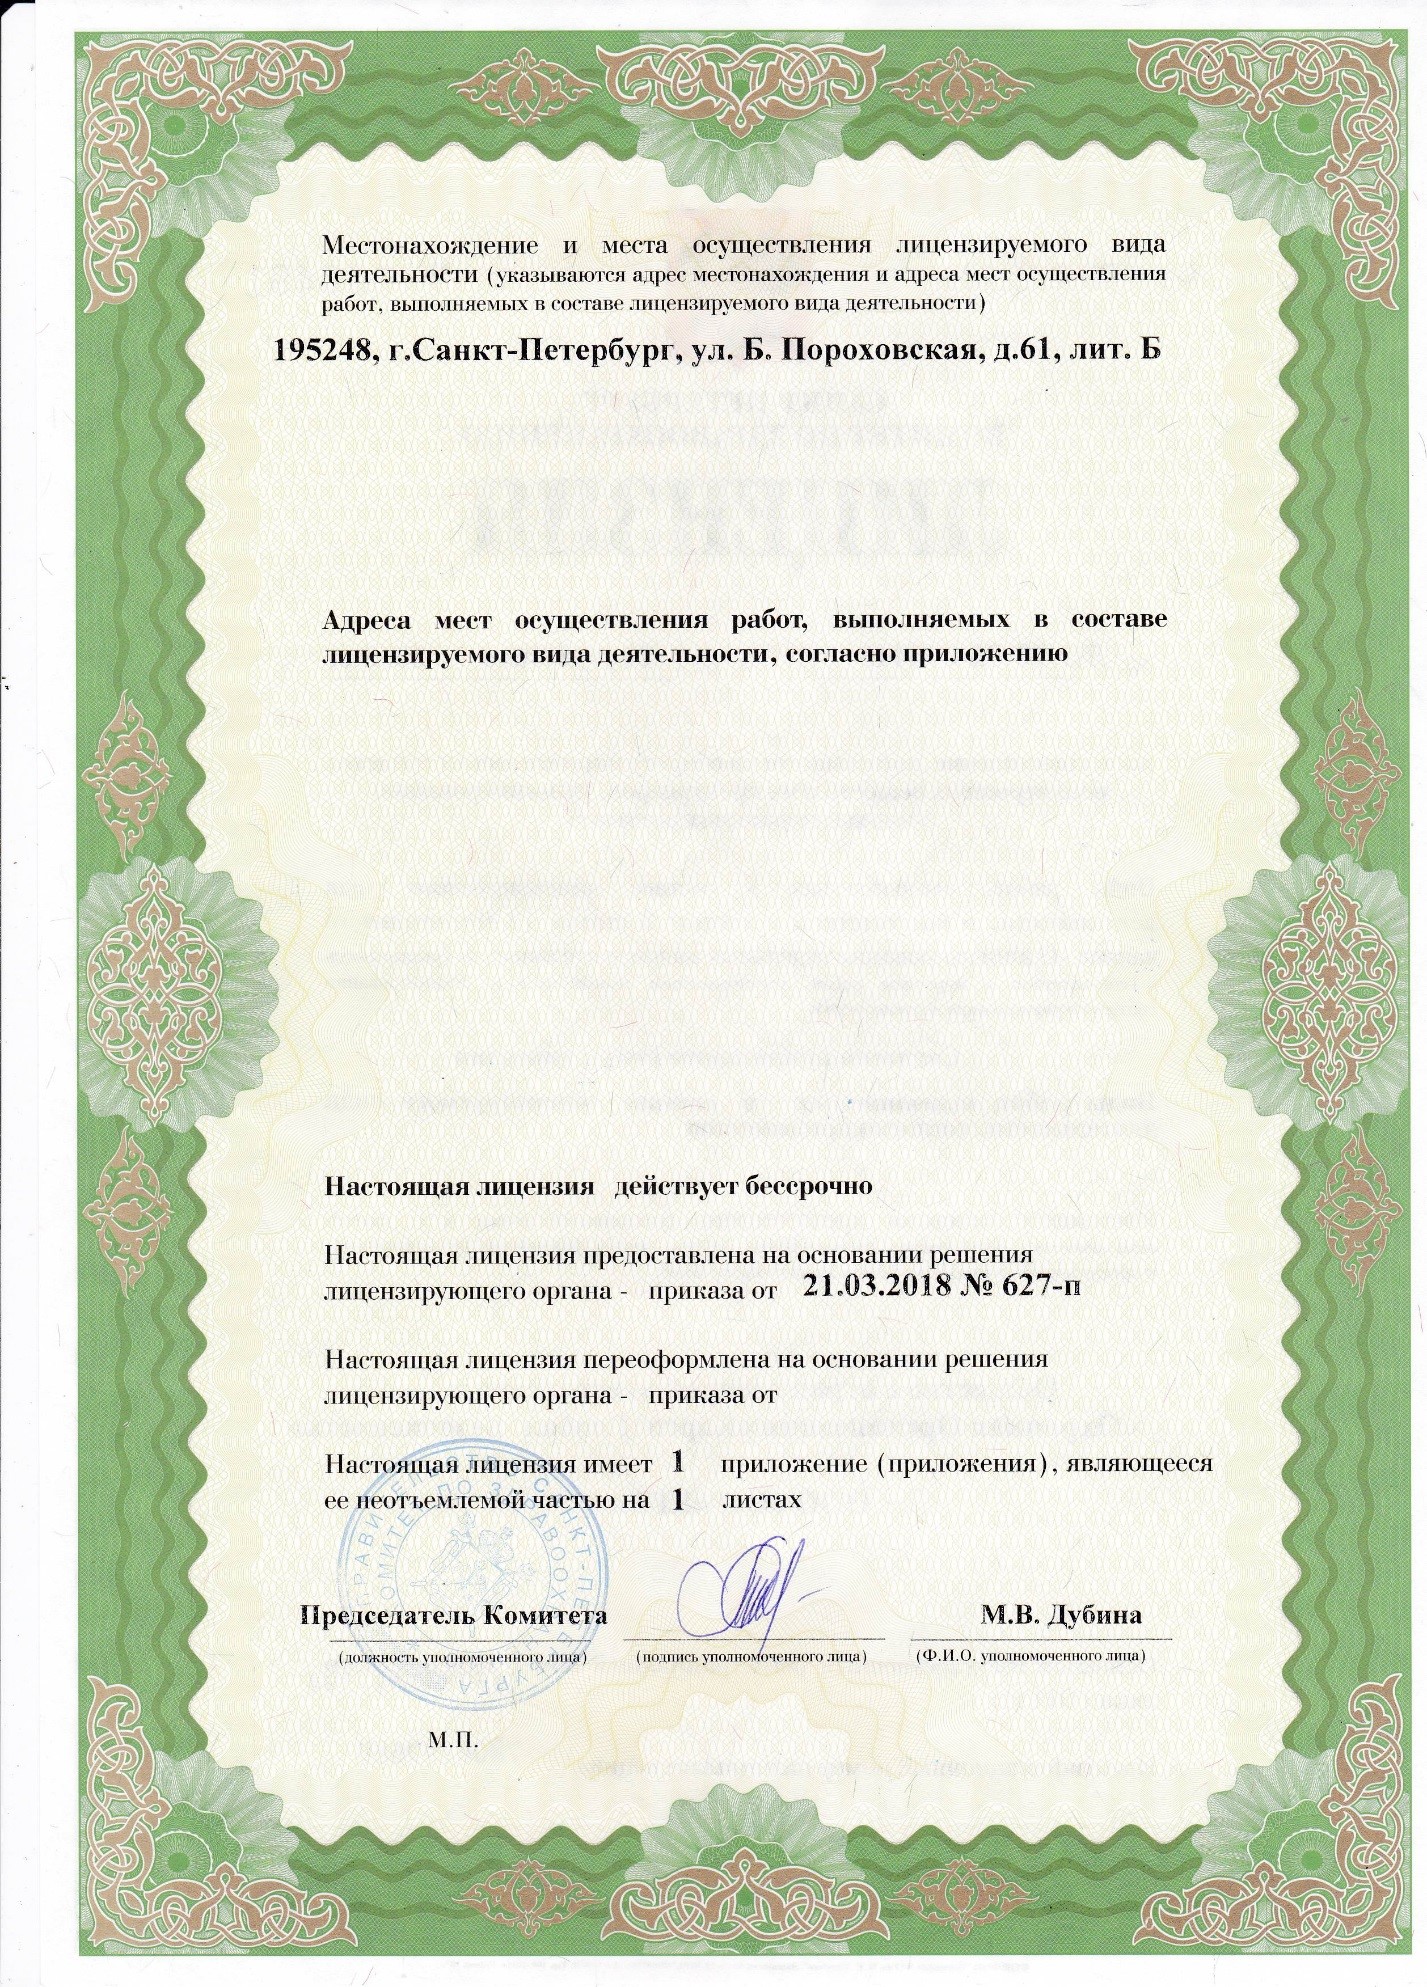 Местонахождение и места осуществления лицензируемого вида
деятельности (указываются адрес местонахождения и адреса мест осуществления
работ, выполняемых в составе лицензируемого вида деятельности)
195248, г.Санкт-Петербург, ул. Б. Пороховская, д.61, лит. Б
Адреса мест осуществления работ, выполняемых в составе
лицензируемого вида деятельности, согласно приложению
Настоящая лицензия действует бессрочно
Настоящая лицензия предоставлена на основании решения
лицензирующего органа - приказа от 21.03.2018 № 627-п
Настоящая лицензия переоформлена на основании решения
лицензирующего органа - приказа от
Настоящая лицензия имеет 1 приложение (приложения), являющееся
ее неотъемлемой частью на 1 листах
Председатель Комитета М.В. Дубина
(должность уполномоченного лица) (подпись уполномоченного лица) (Ф.И.О. уполномоченного лица)
М.П.